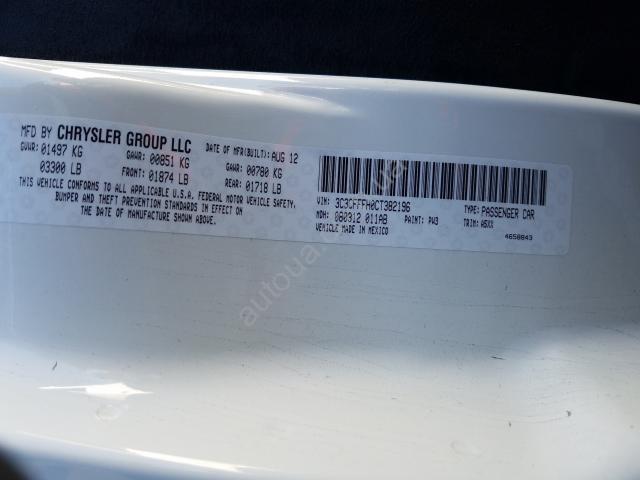 MFD BY CHRYSLER GROUP LLC
DATE OF MFR(BUILT): AUG 12
GVWR: 01497 KG GAWR: 00851 KG GAWR: 00780 KG
03300 LB FRONT: 01874 LB REAR: 01718 LB
THIS VEHICLE CONFORMS TO ALL APPLICABLE U.S.A. FEDERAL MOTOR VEHICLE SAFETY,
BUMPER AND THEFT PREVENTION STANDARDS IN EFFECT ON
THE DATE OF MANUFACTURE SHOWN ABOVE.
VIN: 3C3CFFFH0CT382196 TYPE: PASSENGER CAR
MDH: 080912 011AB PAINT: PW3 TRIM: A6XX
VEHICLE MADE IN MEXICO
4658843